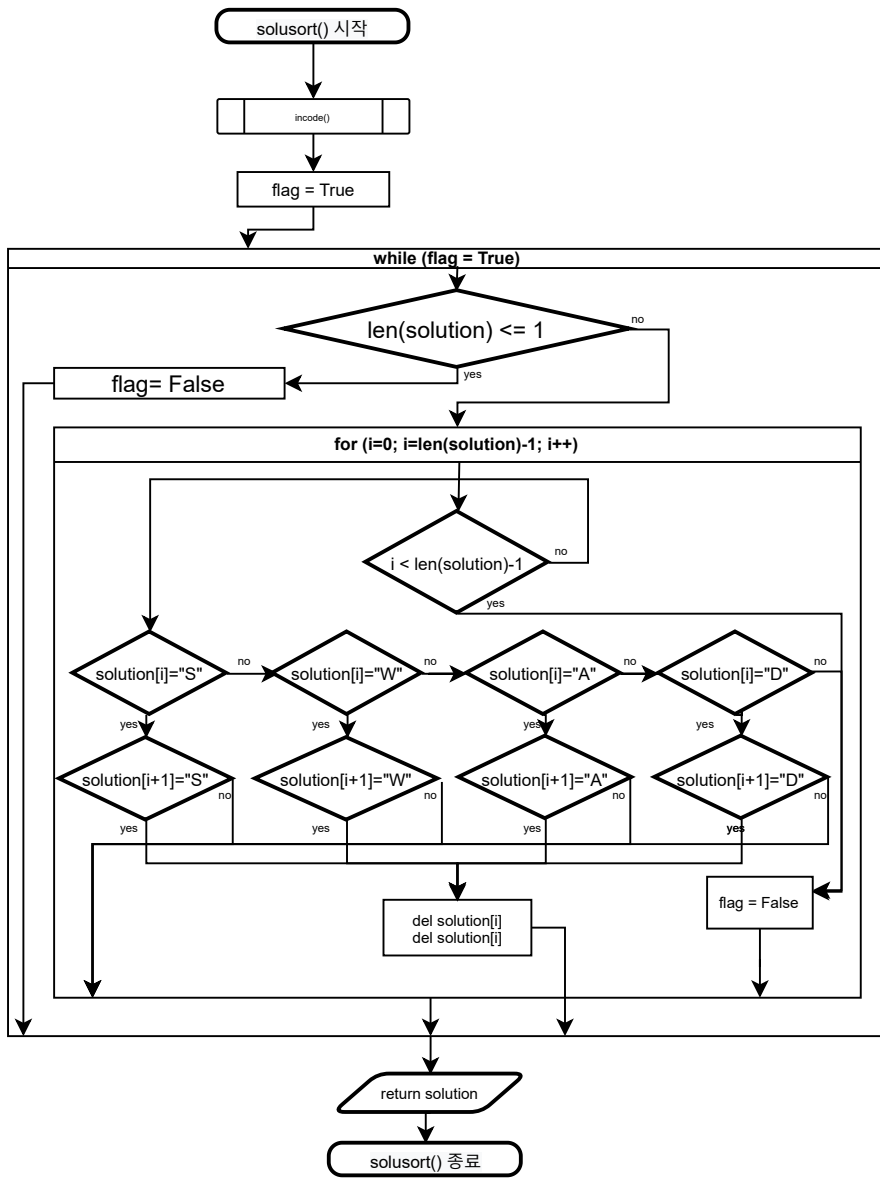 solusort() 시작
incode()
flag = True
while (flag = True)
len(solution) <= 1
no
yes
flag= False
for (i=0; i=len(solution)-1; i++)
i < len(solution)-1
no
yes
solution[i]="S"
no
solution[i]="W"
no
solution[i]="A"
no
solution[i]="D"
no
yes
yes
yes
yes
solution[i+1]="S"
no
solution[i+1]="W"
no
solution[i+1]="A"
no
solution[i+1]="D"
no
yes
yes
yes
yes
del solution[i]
del solution[i]
flag = False
return solution
solusort() 종료